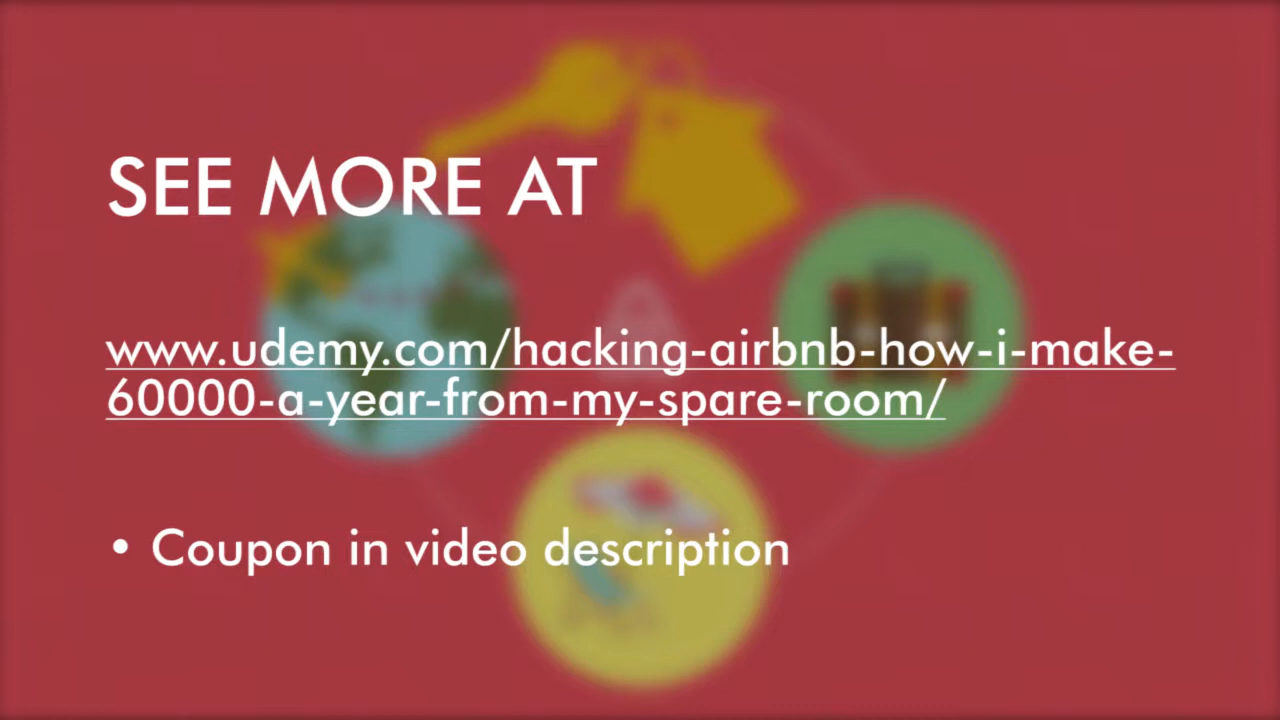 SEE MORE AT
www.udemy.com/hacking-airbnb-how-i-make-
60000-a-year-from-my-spare-room/
• Coupon in video description